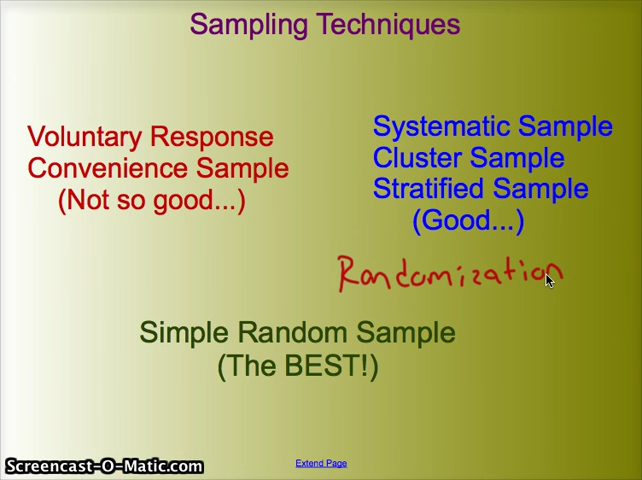 Sampling Techniques
Voluntary Response
Convenience Sample
(Not so good...)
Systematic Sample
Cluster Sample
Stratified Sample
(Good...)
Randomization
Simple Random Sample
(The BEST!)
Extend Page
Screencast-O-Matic.com